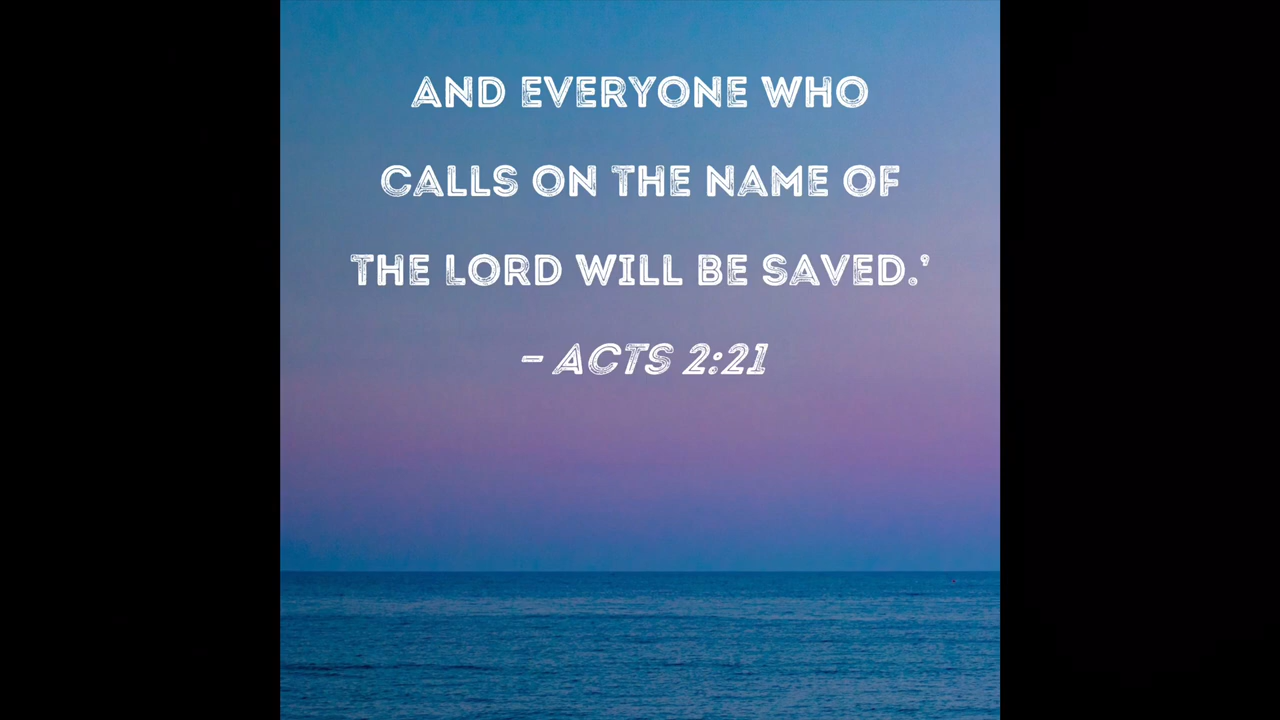 AND EVERYONE WHO
CALLS ON THE NAME OF
THE LORD WILL BE SAVED.’
- ACTS 2:21